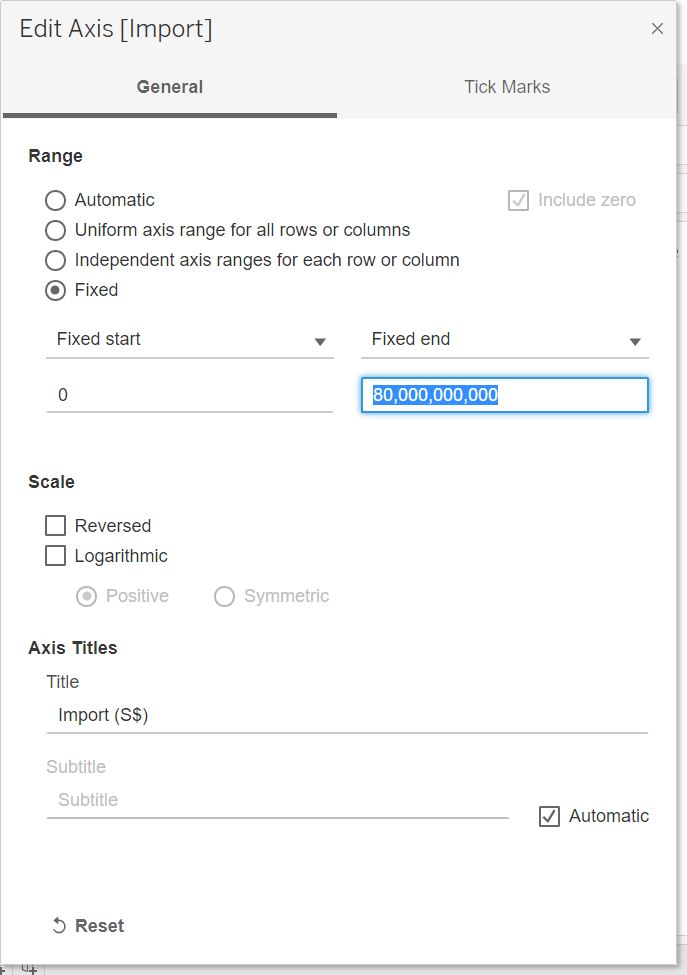 Edit Axis [Import]
General Tick Marks
Range
Automatic Include zero
Uniform axis range for all rows or columns
Independent axis ranges for each row or column
Fixed
Fixed start Fixed end
0 80,000,000,000
Scale
Reversed
Logarithmic
Positive Symmetric
Axis Titles
Title
Import (S$)
Subtitle
Subtitle
Automatic
Reset